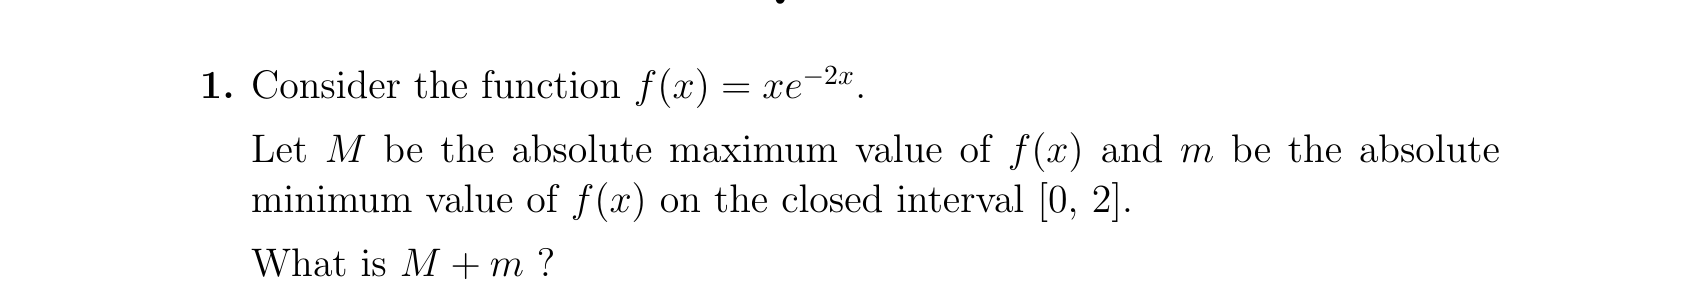 1. Consider the function f(x) = xe⁻²ˣ.
Let M be the absolute maximum value of f(x) and m be the absolute
minimum value of f(x) on the closed interval [0, 2].
What is M + m ?